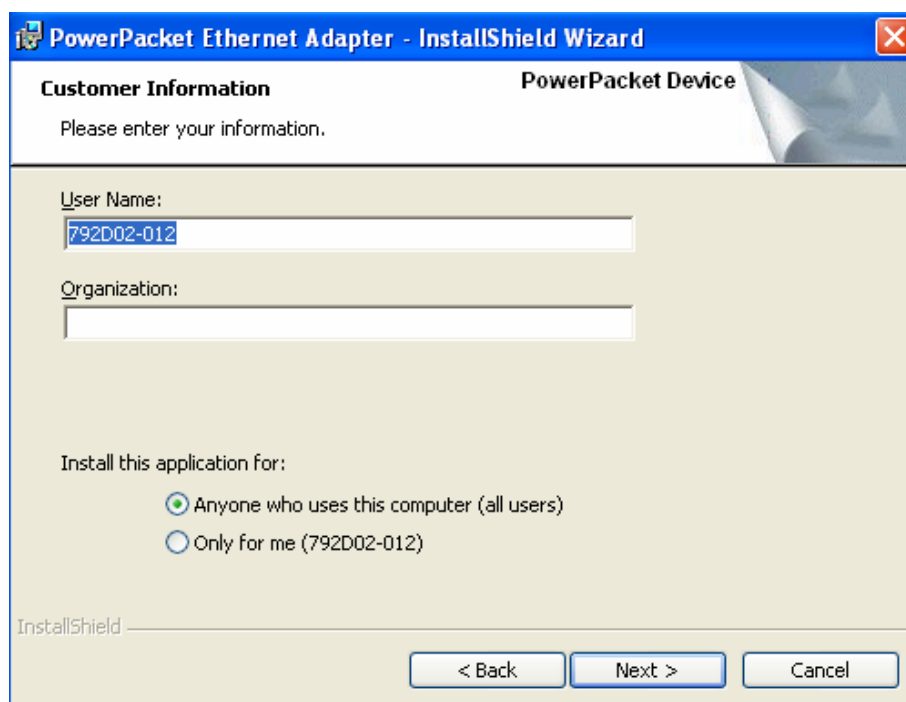 PowerPacket Ethernet Adapter - InstallShield Wizard
Customer Information
PowerPacket Device
Please enter your information.
User Name:
792D02-012
Organization:
Install this application for:
Anyone who uses this computer (all users)
Only for me (792D02-012)
InstallShield
< Back
Next >
Cancel